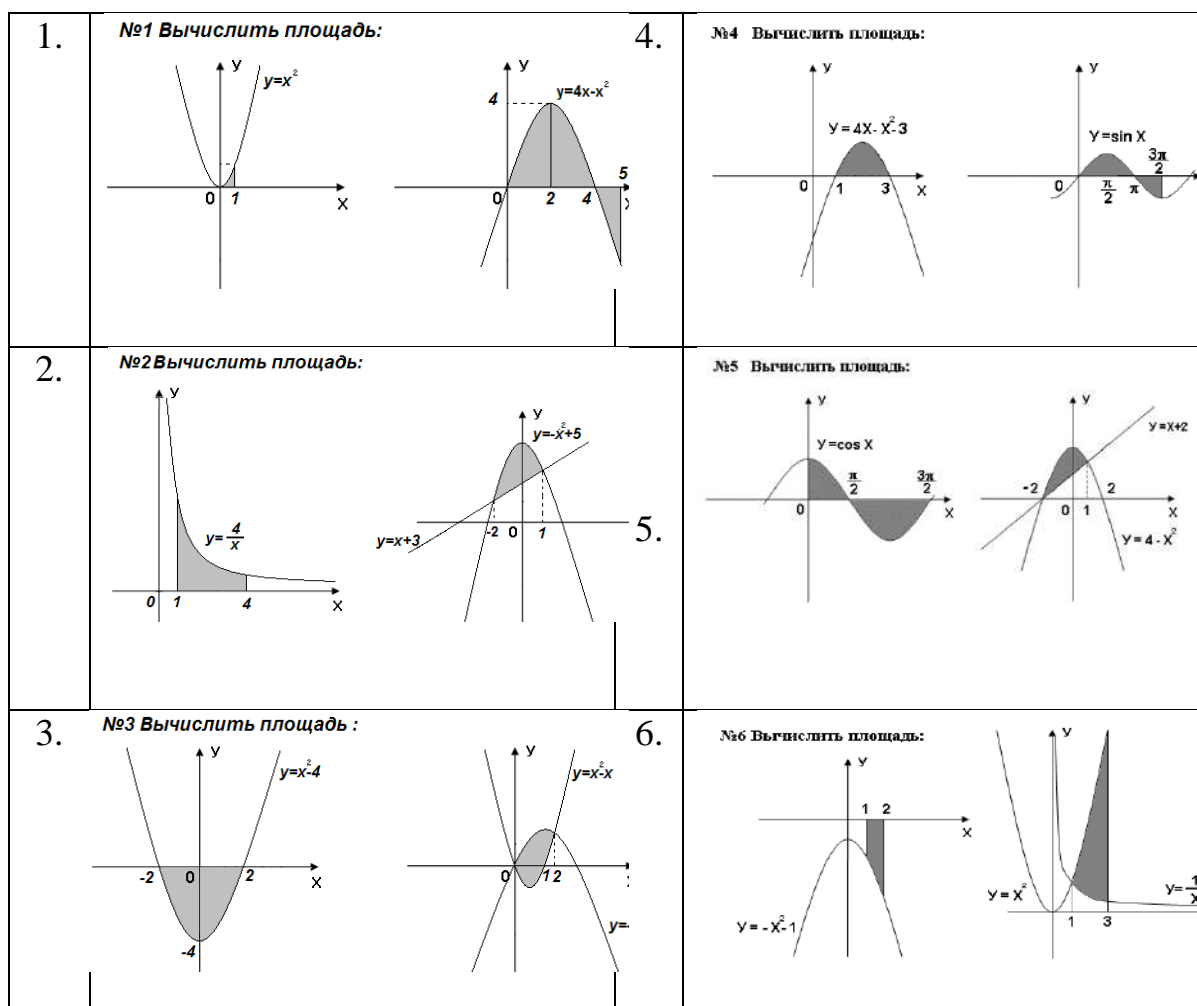 1.
№1 Вычислить площадь:
y
y=x²
0
1
x
y
4
y=4x-x²
5
0
2
4
4.
№4 Вычислить площадь:
y
У = 4X - X²-3
0
1
3
x
y
У=sin X
3π/2
0
π/2
π
x
2.
№2 Вычислить площадь:
y
y=4/x
0
1
4
x
y
y=-x²+5
y=x+3
-2
0
1
5.
№5 Вычислить площадь:
y
У=cos X
π/2
3π/2
0
x
y
У=X+2
-2
0
1
2
x
У = 4 - X²
3.
№3 Вычислить площадь :
y
y=x²-4
-2
0
2
x
-4
y
y=x²-x
0
1
2
y=
6.
№6 Вычислить площадь:
y
1
2
x
У = - X²-1
y
У = X²
У=1/X
1
3